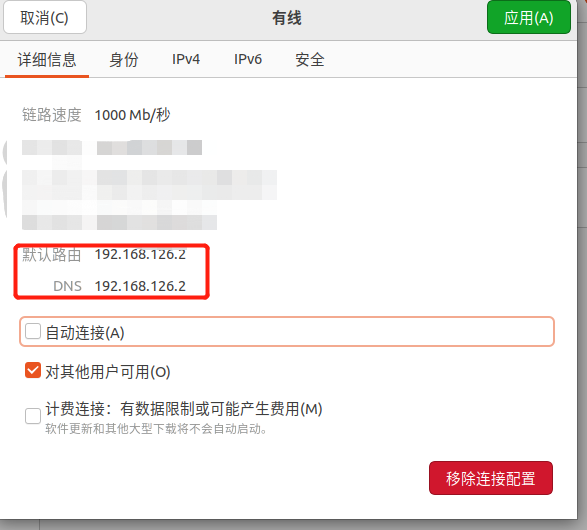 取消(C) 有线 应用(A)
详细信息 身份 IPv4 IPv6 安全
链路速度 1000 Mb/秒
默认路由 192.168.126.2
DNS 192.168.126.2
自动连接(A)
对其他用户可用(O)
计费连接：有数据限制或可能产生费用(M)
软件更新和其他大型下载将不会自动启动。
移除连接配置